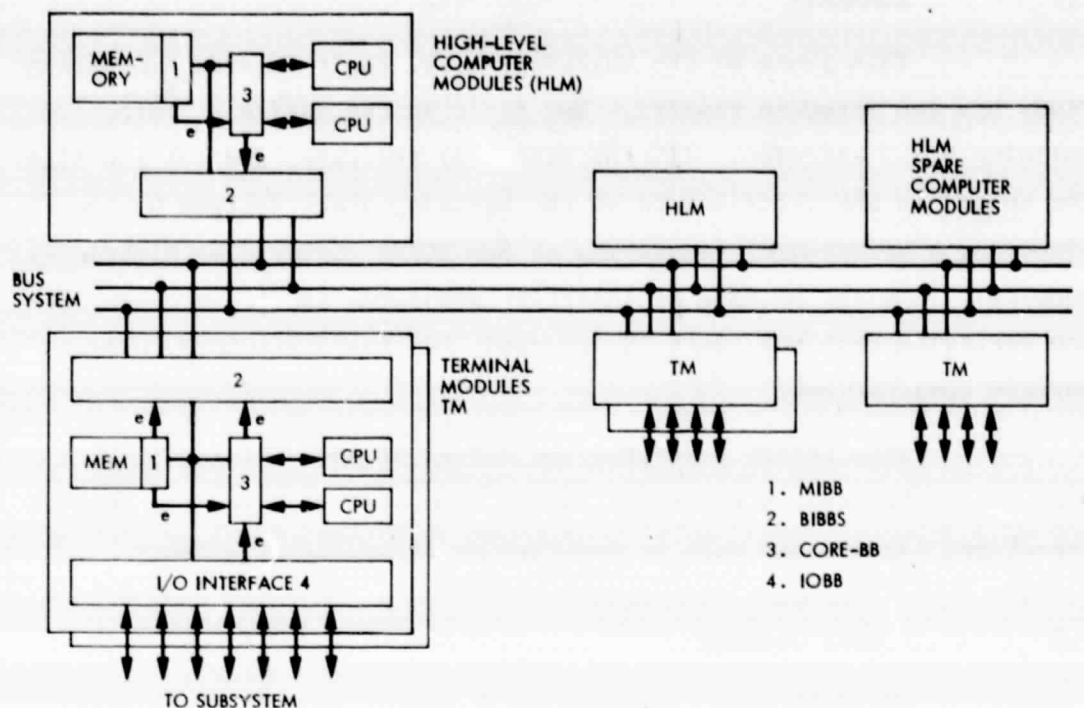 MEM-
ORY
1
3
CPU
CPU
e
e
2
HIGH-LEVEL
COMPUTER
MODULES (HLM)
HLM
HLM
SPARE
COMPUTER
MODULES
BUS
SYSTEM
2
TERMINAL
MODULES
TM
TM
TM
e
e
MEM
1
3
CPU
CPU
e
e
I/O INTERFACE 4
TO SUBSYSTEM
1. MIBB
2. BIBBS
3. CORE-BB
4. IOBB